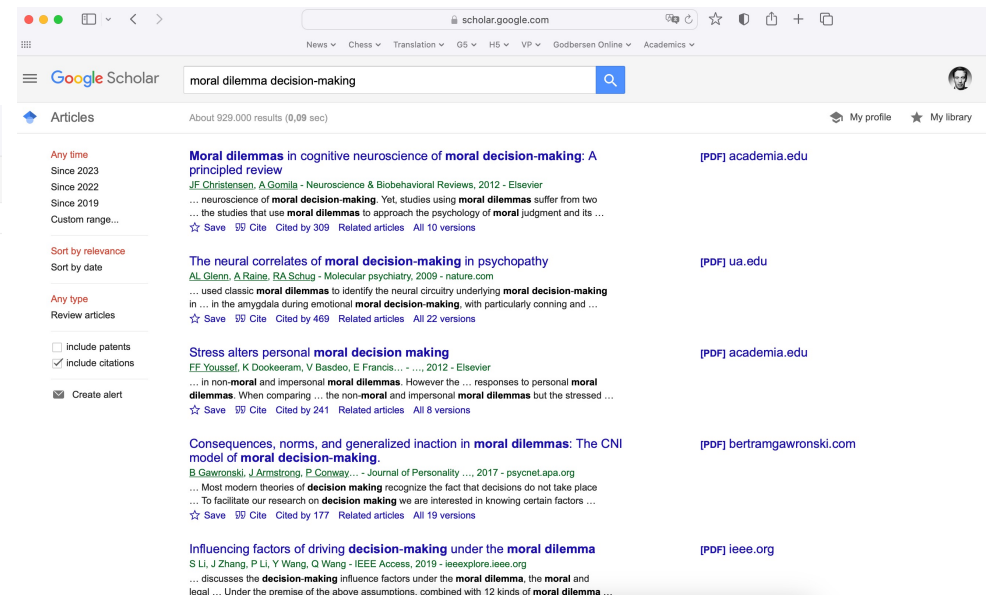 scholar.google.com
News Chess Translation G5 H5 VP Godbersen Online Academics
Google Scholar
moral dilemma decision-making
Articles
About 929.000 results (0,09 sec)
My profile
My library
Any time
Since 2023
Since 2022
Since 2019
Custom range...
Sort by relevance
Sort by date
Any type
Review articles
include patents
include citations
Create alert
Moral dilemmas in cognitive neuroscience of moral decision-making: A
principled review
[PDF] academia.edu
JF Christensen, A Gomila - Neuroscience & Biobehavioral Reviews, 2012 - Elsevier
… neuroscience of moral decision-making. Yet, studies using moral dilemmas suffer from two
… the studies that use moral dilemmas to approach the psychology of moral judgment and its …
Save Cite Cited by 309 Related articles All 10 versions
The neural correlates of moral decision-making in psychopathy
[PDF] ua.edu
AL Glenn, A Raine, RA Schug - Molecular psychiatry, 2009 - nature.com
… used classic moral dilemmas to identify the neural circuitry underlying moral decision-making
in … in the amygdala during emotional moral decision-making, with particularly conning and …
Save Cite Cited by 469 Related articles All 22 versions
Stress alters personal moral decision making
[PDF] academia.edu
FF Youssef, K Dookeeram, V Basdeo, E Francis… - …, 2012 - Elsevier
… in non-moral and impersonal moral dilemmas. However the … responses to personal moral
dilemmas. When comparing … the non-moral and impersonal moral dilemmas but the stressed …
Save Cite Cited by 241 Related articles All 8 versions
Consequences, norms, and generalized inaction in moral dilemmas: The CNI
model of moral decision-making.
[PDF] bertramgawronski.com
B Gawronski, J Armstrong, P Conway… - Journal of Personality …, 2017 - psycnet.apa.org
… Most modern theories of decision making recognize the fact that decisions do not take place
… To facilitate our research on decision making we are interested in knowing certain factors …
Save Cite Cited by 177 Related articles All 19 versions
Influencing factors of driving decision-making under the moral dilemma
[PDF] ieee.org
S Li, J Zhang, P Li, Y Wang, Q Wang - IEEE Access, 2019 - ieeexplore.ieee.org
… discusses the decision-making influence factors under the moral dilemma, the moral and
legal … Under the premise of the above assumptions, combined with 12 kinds of moral dilemma …